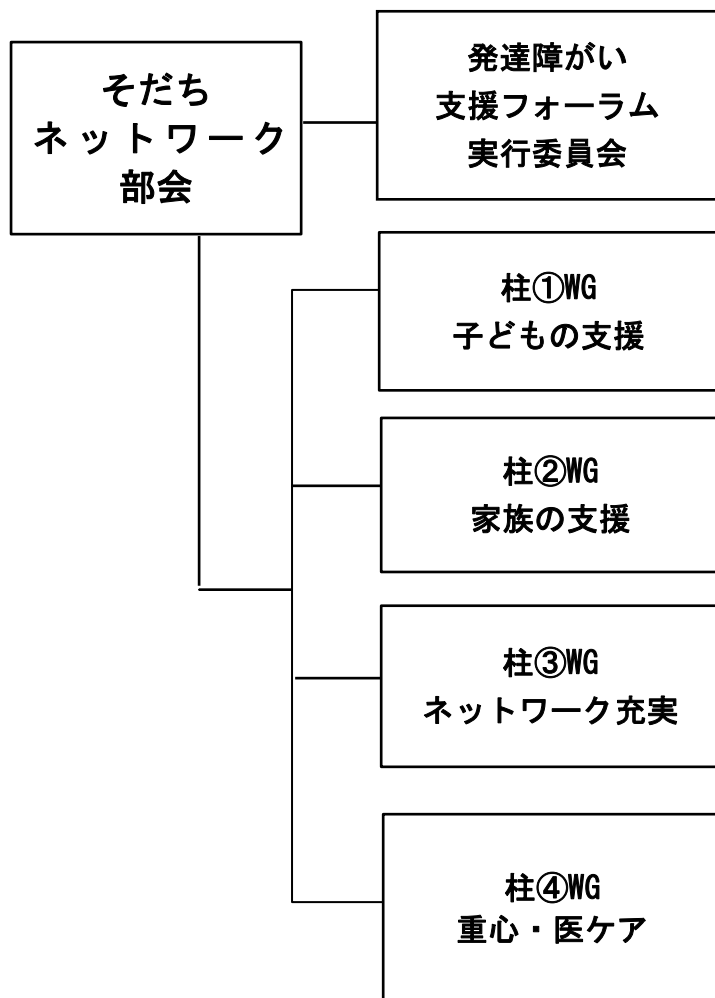 そだち
ネットワーク
部会
発達障がい
支援フォーラム
実行委員会
柱①WG
子どもの支援
柱②WG
家族の支援
柱③WG
ネットワーク充実
柱④WG
重心・医ケア